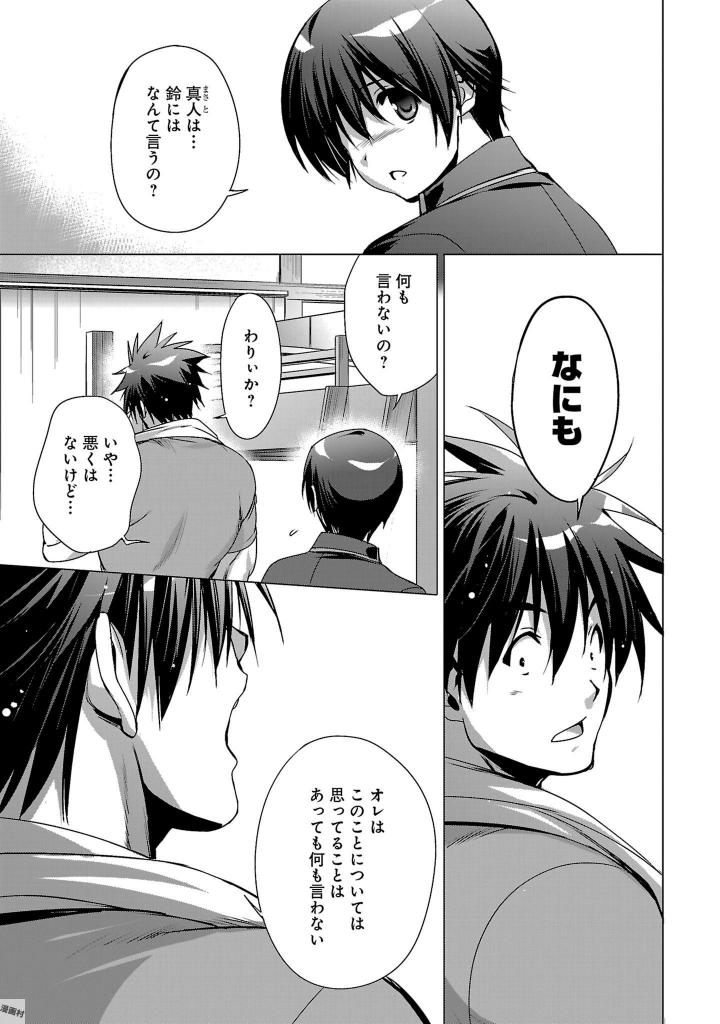 真人は…
鈴には
なんて言うの？
なにも
何も
言わないの？
わりぃか？
いや…
悪くは
ないけど…
オレは
このことについては
思ってることは
あっても何も言わない
漫画村